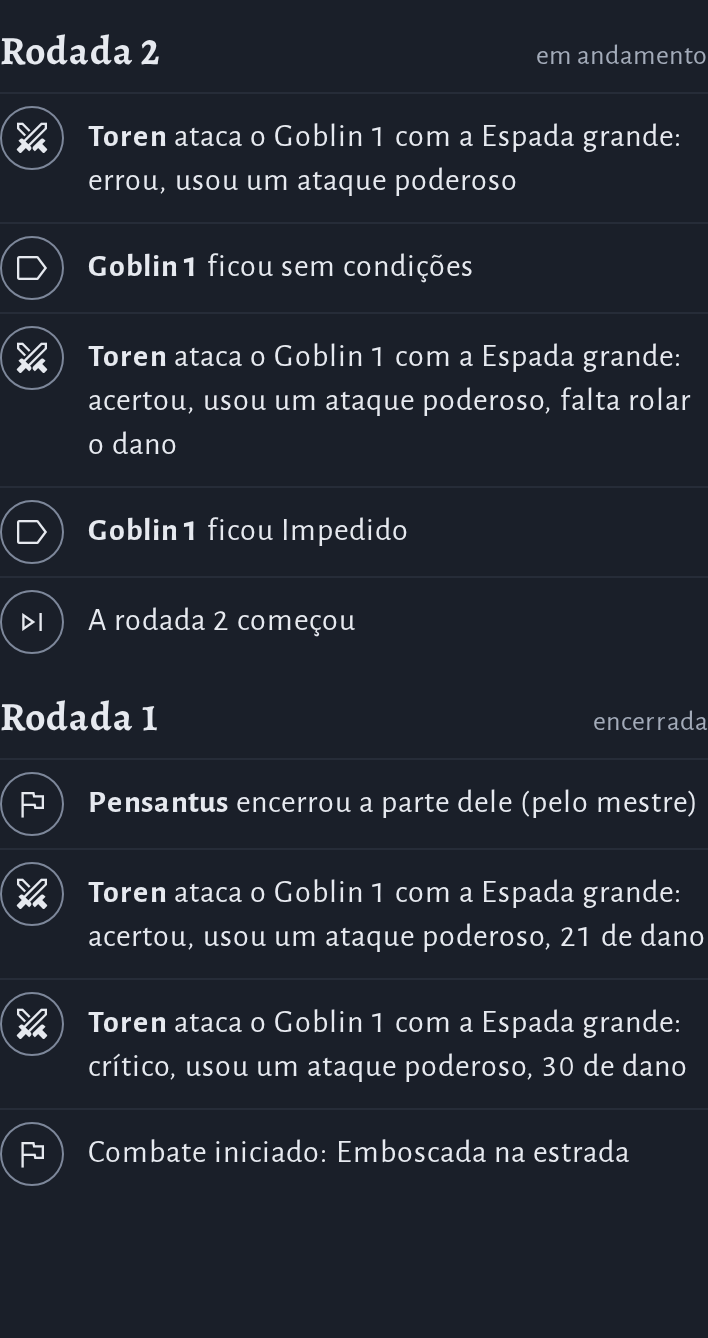 Rodada 2
em andamento
Toren ataca o Goblin 1 com a Espada grande:
errou, usou um ataque poderoso
Goblin 1 ficou sem condições
Toren ataca o Goblin 1 com a Espada grande:
acertou, usou um ataque poderoso, falta rolar
o dano
Goblin 1 ficou Impedido
A rodada 2 começou
Rodada 1
encerrada
Pensantus encerrou a parte dele (pelo mestre)
Toren ataca o Goblin 1 com a Espada grande:
acertou, usou um ataque poderoso, 21 de dano
Toren ataca o Goblin 1 com a Espada grande:
crítico, usou um ataque poderoso, 30 de dano
Combate iniciado: Emboscada na estrada